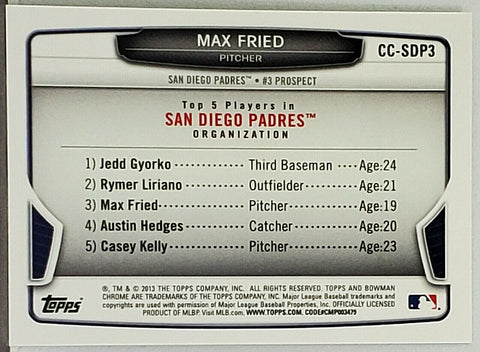 MAX FRIED
PITCHER
CC-SDP3
SAN DIEGO PADRES™ • #3 PROSPECT
Top 5 Players in
SAN DIEGO PADRES™
ORGANIZATION
1) Jedd Gyorko ············ Third Baseman ···· Age:24
2) Rymer Liriano ············ Outfielder ············ Age:21
3) Max Fried ············ Pitcher ············ Age:19
4) Austin Hedges ············ Catcher ············ Age:20
5) Casey Kelly ············ Pitcher ············ Age:23
®, TM & © 2013 THE TOPPS COMPANY, INC. ALL RIGHTS RESERVED. TOPPS AND BOWMAN
CHROME ARE TRADEMARKS OF THE TOPPS COMPANY, INC. Major League Baseball trademarks and
copyrights are used with permission of Major League Baseball Properties, Inc. OFFICIALLY LICENSED
PRODUCT OF MLBP. Visit MLB.com. WWW.TOPPS.COM. CODE#CMP003479
TOPPS